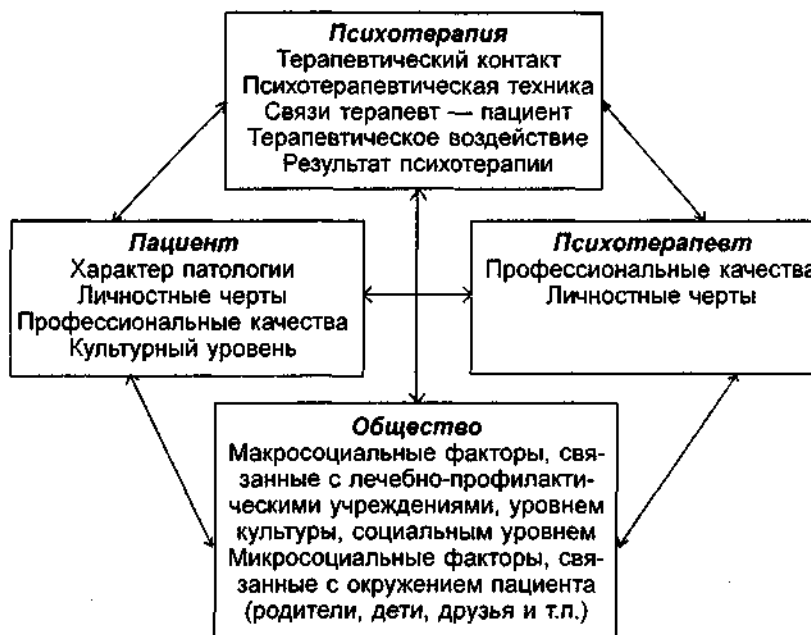 Психотерапия
Терапевтический контакт
Психотерапевтическая техника
Связи терапевт — пациент
Терапевтическое воздействие
Результат психотерапии
Пациент
Характер патологии
Личностные черты
Профессиональные качества
Культурный уровень
Психотерапевт
Профессиональные качества
Личностные черты
Общество
Макросоциальные факторы, свя-
занные с лечебно-профилакти-
ческими учреждениями, уровнем
культуры, социальным уровнем
Микросоциальные факторы, свя-
занные с окружением пациента
(родители, дети, друзья и т.п.)